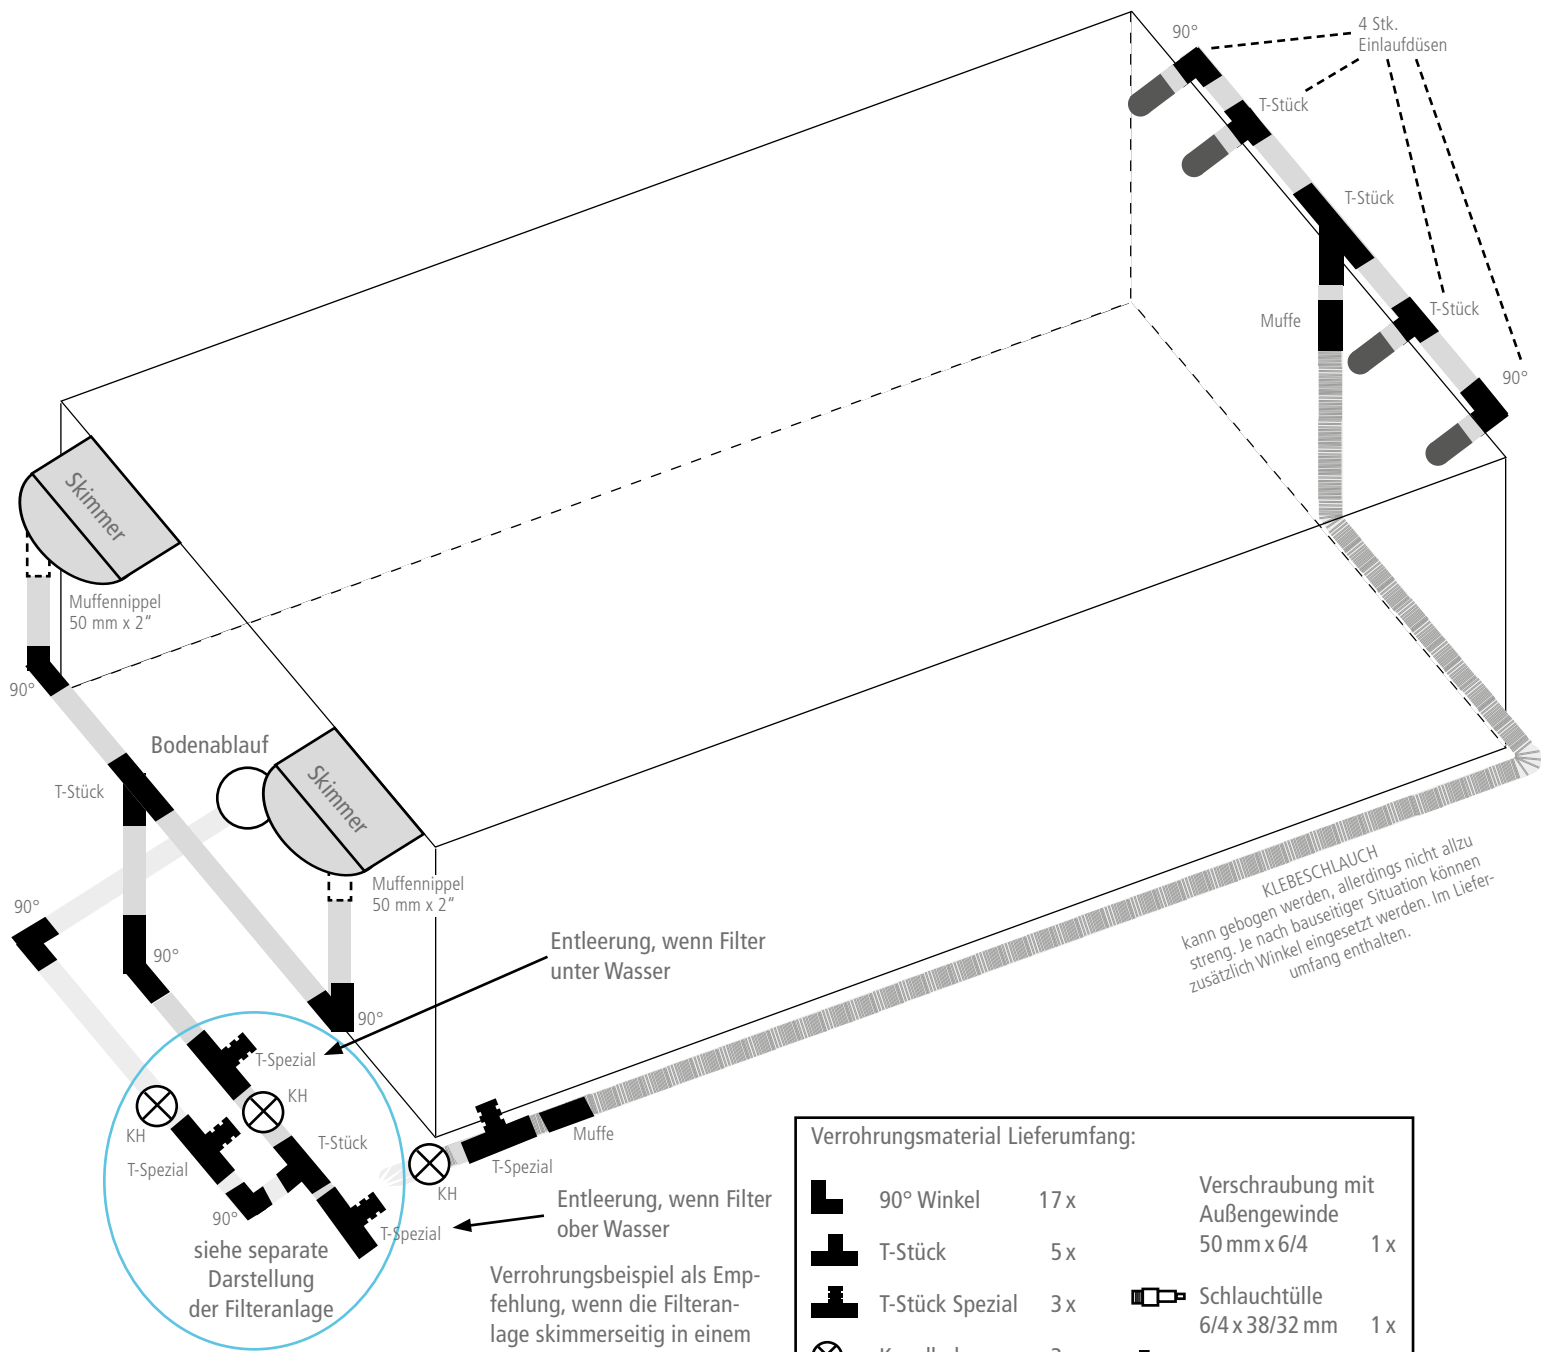 90°
4 Stk.
Einlaufdüsen
T-Stück
T-Stück
T-Stück
Muffe
90°
Skimmer
Muffennippel
50 mm x 2“
90°
Bodenablauf
T-Stück
Skimmer
Muffennippel
50 mm x 2“
90°
90°
90°
KLEBESCHLAUCH
kann gebogen werden, allerdings nicht allzu
streng. Je nach bauseitiger Situation können
zusätzlich Winkel eingesetzt werden. Im Liefer-
umfang enthalten.
Entleerung, wenn Filter
unter Wasser
T-Spezial
KH
KH
T-Stück
T-Spezial
90°
T-Spezial
siehe separate
Darstellung
der Filteranlage
Muffe
T-Spezial
KH
Entleerung, wenn Filter
ober Wasser
Verrohrungsbeispiel als Emp-
fehlung, wenn die Filteran-
lage skimmerseitig in einem
Verrohrungsmaterial Lieferumfang:
90° Winkel 17 x
T-Stück 5 x
T-Stück Spezial 3 x
Verschraubung mit
Außengewinde
50 mm x 6/4 1 x
Schlauchtülle
6/4 x 38/32 mm 1 x